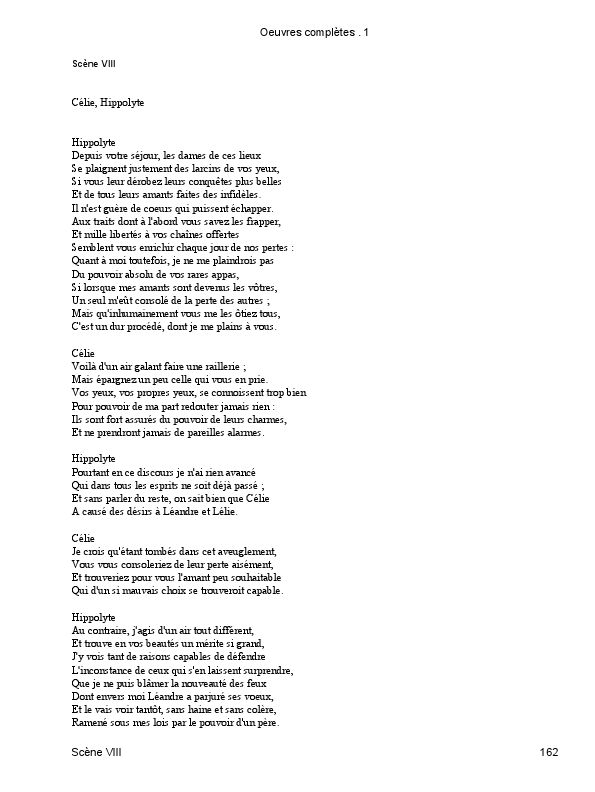 Oeuvres complètes . 1
Scène VIII
Célie, Hippolyte
Hippolyte
Depuis votre séjour, les dames de ces lieux
Se plaignent justement des larcins de vos yeux,
Si vous leur dérobez leurs conquêtes plus belles
Et de tous leurs amants faites des infidèles.
Il n'est guère de coeurs qui puissent échapper.
Aux traits dont à l'abord vous savez les frapper,
Et mille libertés à vos chaînes offertes
Semblent vous enrichir chaque jour de nos pertes :
Quant à moi toutefois, je ne me plaindrois pas
Du pouvoir absolu de vos rares appas,
Si lorsque mes amants sont devenus les vôtres,
Un seul m'eût consolé de la perte des autres ;
Mais qu'inhumainement vous me les ôtiez tous,
C'est un dur procédé, dont je me plains à vous.
Célie
Voilà d'un air galant faire une raillerie ;
Mais épargnez un peu celle qui vous en prie.
Vos yeux, vos propres yeux, se connoissent trop bien
Pour pouvoir de ma part redouter jamais rien :
Ils sont fort assurés du pouvoir de leurs charmes,
Et ne prendront jamais de pareilles alarmes.
Hippolyte
Pourtant en ce discours je n'ai rien avancé
Qui dans tous les esprits ne soit déjà passé ;
Et sans parler du reste, on sait bien que Célie
A causé des désirs à Léandre et Lélie.
Célie
Je crois qu'étant tombés dans cet aveuglement,
Vous vous consoleriez de leur perte aisément,
Et trouveriez pour vous l'amant peu souhaitable
Qui d'un si mauvais choix se trouveroit capable.
Hippolyte
Au contraire, j'agis d'un air tout différent,
Et trouve en vos beautés un mérite si grand,
J'y vois tant de raisons capables de défendre
L'inconstance de ceux qui s'en laissent surprendre,
Que je ne puis blâmer la nouveauté des feux
Dont envers moi Léandre a parjuré ses voeux,
Et le vais voir tantôt, sans haine et sans colère,
Ramené sous mes lois par le pouvoir d'un père.
Scène VIII 162